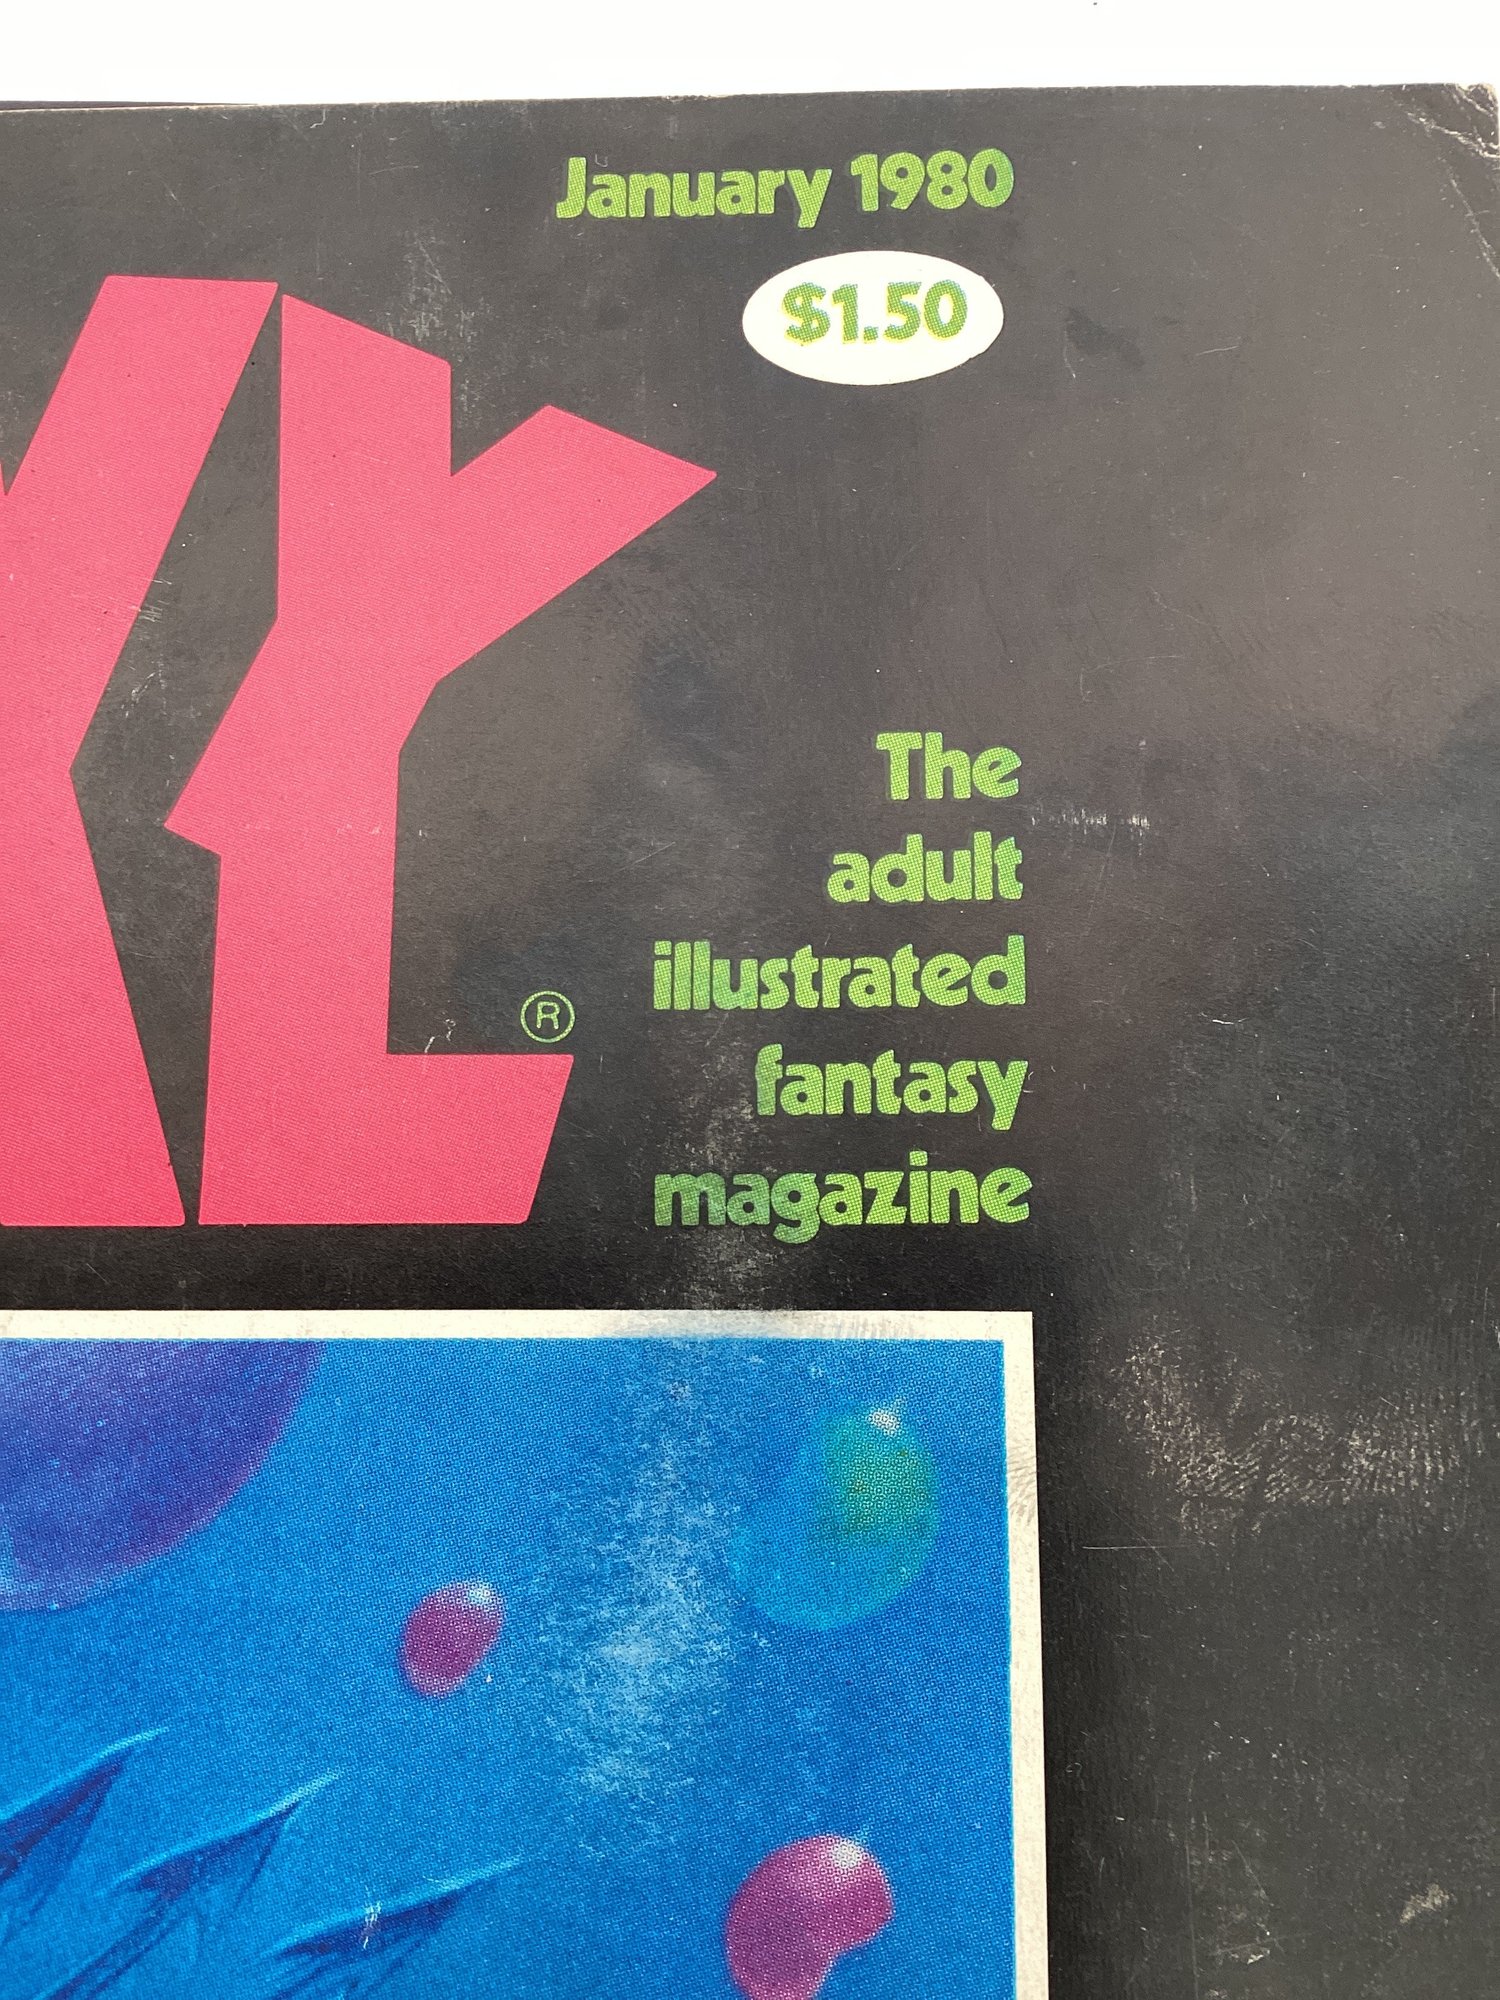 January 1980
$1.50
The
adult
illustrated
fantasy
magazine
®